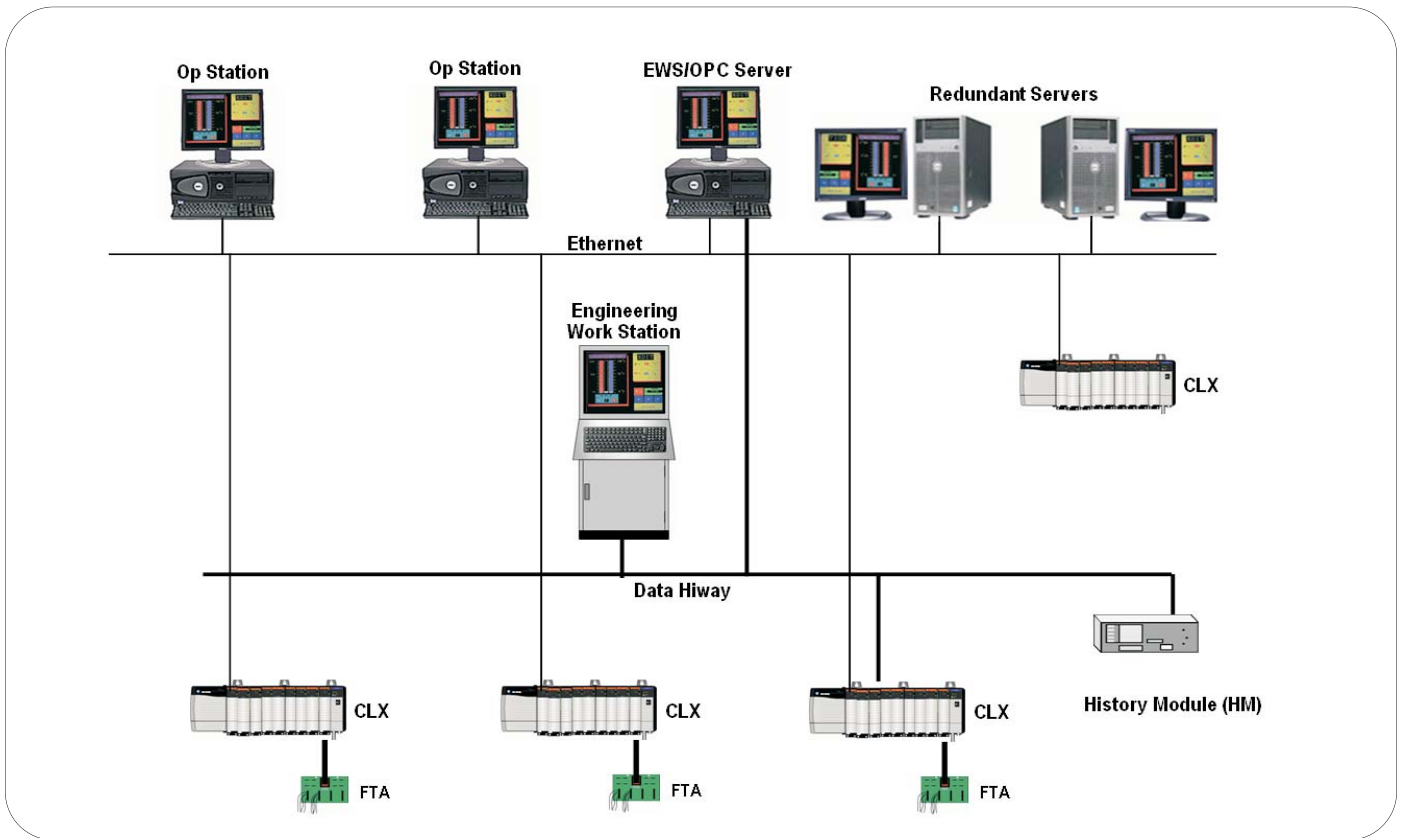 Op Station
Op Station
EWS/OPC Server
Redundant Servers
Ethernet
Engineering
Work Station
CLX
Data Hiway
CLX
CLX
CLX
History Module (HM)
FTA
FTA
FTA